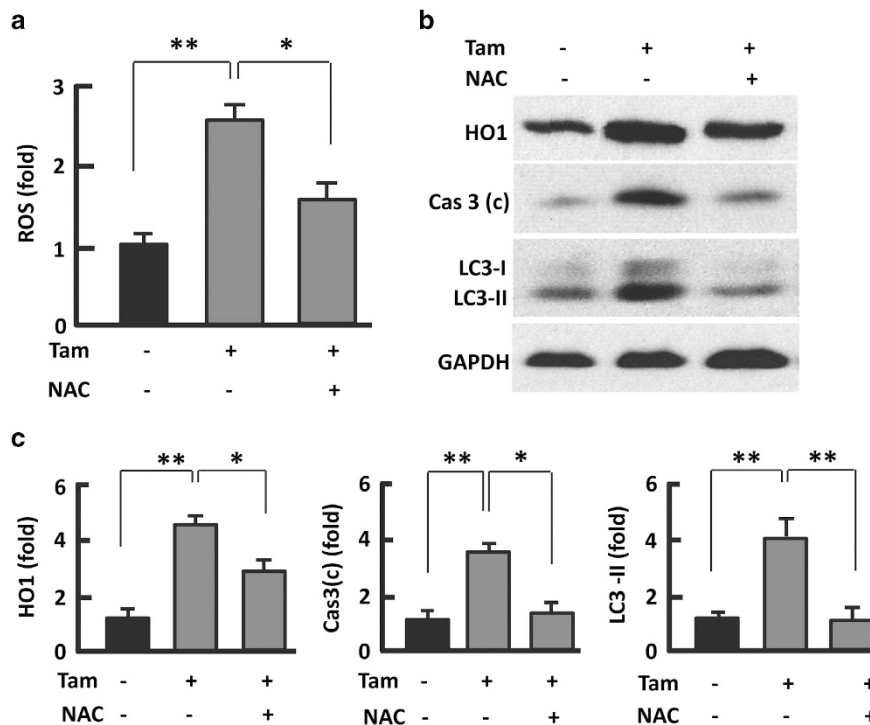 a
** *
3
2
1
0
ROS (fold)
Tam - + +
NAC - - +
b
Tam - + +
NAC - - +
HO1
Cas 3 (c)
LC3-I
LC3-II
GAPDH
c
** *
6
4
2
0
HO1 (fold)
Tam - + +
NAC - - +
** *
6
4
2
0
Cas3(c) (fold)
Tam - + +
NAC - - +
** **
6
4
2
0
LC3 -II (fold)
Tam - + +
NAC - - +